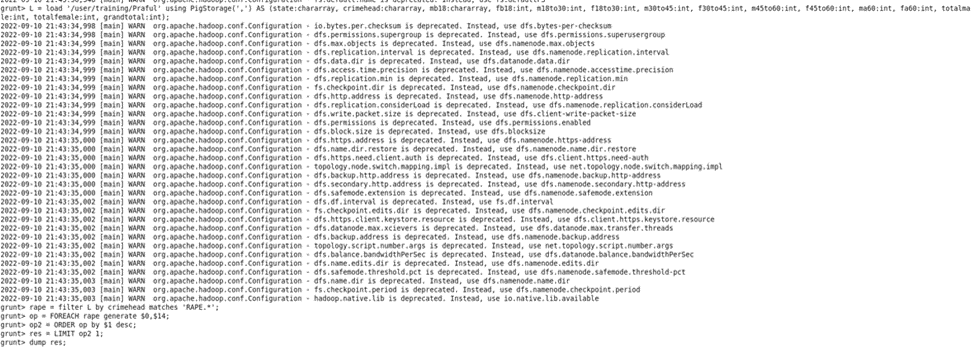 grunt> L = load '/user/training/Praful' using PigStorage(',') AS (state:chararray, crimehead:chararray, mb18:chararray, fb18:int, m18to30:int, f18to30:int, m30to45:int, f30to45:int, m45to60:int, f45to60:int, ma60:int, fa60:int, totalma
le:int, totalfemale:int, grandtotal:int);
2022-09-10 21:43:34,998 [main] WARN  org.apache.hadoop.conf.Configuration - io.bytes.per.checksum is deprecated. Instead, use dfs.bytes-per-checksum
2022-09-10 21:43:34,998 [main] WARN  org.apache.hadoop.conf.Configuration - dfs.permissions.supergroup is deprecated. Instead, use dfs.permissions.superusergroup
2022-09-10 21:43:34,999 [main] WARN  org.apache.hadoop.conf.Configuration - dfs.max.objects is deprecated. Instead, use dfs.namenode.max.objects
2022-09-10 21:43:34,999 [main] WARN  org.apache.hadoop.conf.Configuration - dfs.replication.interval is deprecated. Instead, use dfs.namenode.replication.interval
2022-09-10 21:43:34,999 [main] WARN  org.apache.hadoop.conf.Configuration - dfs.data.dir is deprecated. Instead, use dfs.datanode.data.dir
2022-09-10 21:43:34,999 [main] WARN  org.apache.hadoop.conf.Configuration - dfs.access.time.precision is deprecated. Instead, use dfs.namenode.accesstime.precision
2022-09-10 21:43:34,999 [main] WARN  org.apache.hadoop.conf.Configuration - dfs.replication.min is deprecated. Instead, use dfs.namenode.replication.min
2022-09-10 21:43:34,999 [main] WARN  org.apache.hadoop.conf.Configuration - fs.checkpoint.dir is deprecated. Instead, use dfs.namenode.checkpoint.dir
2022-09-10 21:43:34,999 [main] WARN  org.apache.hadoop.conf.Configuration - dfs.http.address is deprecated. Instead, use dfs.namenode.http-address
2022-09-10 21:43:34,999 [main] WARN  org.apache.hadoop.conf.Configuration - dfs.replication.considerLoad is deprecated. Instead, use dfs.namenode.replication.considerLoad
2022-09-10 21:43:34,999 [main] WARN  org.apache.hadoop.conf.Configuration - dfs.write.packet.size is deprecated. Instead, use dfs.client-write-packet-size
2022-09-10 21:43:34,999 [main] WARN  org.apache.hadoop.conf.Configuration - dfs.permissions is deprecated. Instead, use dfs.permissions.enabled
2022-09-10 21:43:34,999 [main] WARN  org.apache.hadoop.conf.Configuration - dfs.block.size is deprecated. Instead, use dfs.blocksize
2022-09-10 21:43:35,000 [main] WARN  org.apache.hadoop.conf.Configuration - dfs.https.address is deprecated. Instead, use dfs.namenode.https-address
2022-09-10 21:43:35,000 [main] WARN  org.apache.hadoop.conf.Configuration - dfs.name.dir.restore is deprecated. Instead, use dfs.namenode.name.dir.restore
2022-09-10 21:43:35,000 [main] WARN  org.apache.hadoop.conf.Configuration - dfs.https.need.client.auth is deprecated. Instead, use dfs.client.https.need-auth
2022-09-10 21:43:35,000 [main] WARN  org.apache.hadoop.conf.Configuration - topology.node.switch.mapping.impl is deprecated. Instead, use net.topology.node.switch.mapping.impl
2022-09-10 21:43:35,000 [main] WARN  org.apache.hadoop.conf.Configuration - dfs.backup.http.address is deprecated. Instead, use dfs.namenode.backup.http-address
2022-09-10 21:43:35,000 [main] WARN  org.apache.hadoop.conf.Configuration - dfs.secondary.http.address is deprecated. Instead, use dfs.namenode.secondary.http-address
2022-09-10 21:43:35,000 [main] WARN  org.apache.hadoop.conf.Configuration - dfs.safemode.extension is deprecated. Instead, use dfs.namenode.safemode.extension
2022-09-10 21:43:35,002 [main] WARN  org.apache.hadoop.conf.Configuration - dfs.df.interval is deprecated. Instead, use fs.df.interval
2022-09-10 21:43:35,002 [main] WARN  org.apache.hadoop.conf.Configuration - fs.checkpoint.edits.dir is deprecated. Instead, use dfs.namenode.checkpoint.edits.dir
2022-09-10 21:43:35,002 [main] WARN  org.apache.hadoop.conf.Configuration - dfs.https.client.keystore.resource is deprecated. Instead, use dfs.client.https.keystore.resource
2022-09-10 21:43:35,002 [main] WARN  org.apache.hadoop.conf.Configuration - dfs.datanode.max.xcievers is deprecated. Instead, use dfs.datanode.max.transfer.threads
2022-09-10 21:43:35,002 [main] WARN  org.apache.hadoop.conf.Configuration - dfs.backup.address is deprecated. Instead, use dfs.namenode.backup.address
2022-09-10 21:43:35,002 [main] WARN  org.apache.hadoop.conf.Configuration - topology.script.number.args is deprecated. Instead, use net.topology.script.number.args
2022-09-10 21:43:35,002 [main] WARN  org.apache.hadoop.conf.Configuration - dfs.balance.bandwidthPerSec is deprecated. Instead, use dfs.datanode.balance.bandwidthPerSec
2022-09-10 21:43:35,002 [main] WARN  org.apache.hadoop.conf.Configuration - dfs.name.edits.dir is deprecated. Instead, use dfs.namenode.edits.dir
2022-09-10 21:43:35,002 [main] WARN  org.apache.hadoop.conf.Configuration - dfs.safemode.threshold.pct is deprecated. Instead, use dfs.namenode.safemode.threshold-pct
2022-09-10 21:43:35,003 [main] WARN  org.apache.hadoop.conf.Configuration - dfs.name.dir is deprecated. Instead, use dfs.namenode.name.dir
2022-09-10 21:43:35,003 [main] WARN  org.apache.hadoop.conf.Configuration - fs.checkpoint.period is deprecated. Instead, use dfs.namenode.checkpoint.period
2022-09-10 21:43:35,003 [main] WARN  org.apache.hadoop.conf.Configuration - hadoop.native.lib is deprecated. Instead, use io.native.lib.available
grunt> rape = filter L by crimehead matches 'RAPE.*';
grunt> op = FOREACH rape generate $0,$14;
grunt> op2 = ORDER op by $1 desc;
grunt> res = LIMIT op2 1;
grunt> dump res;